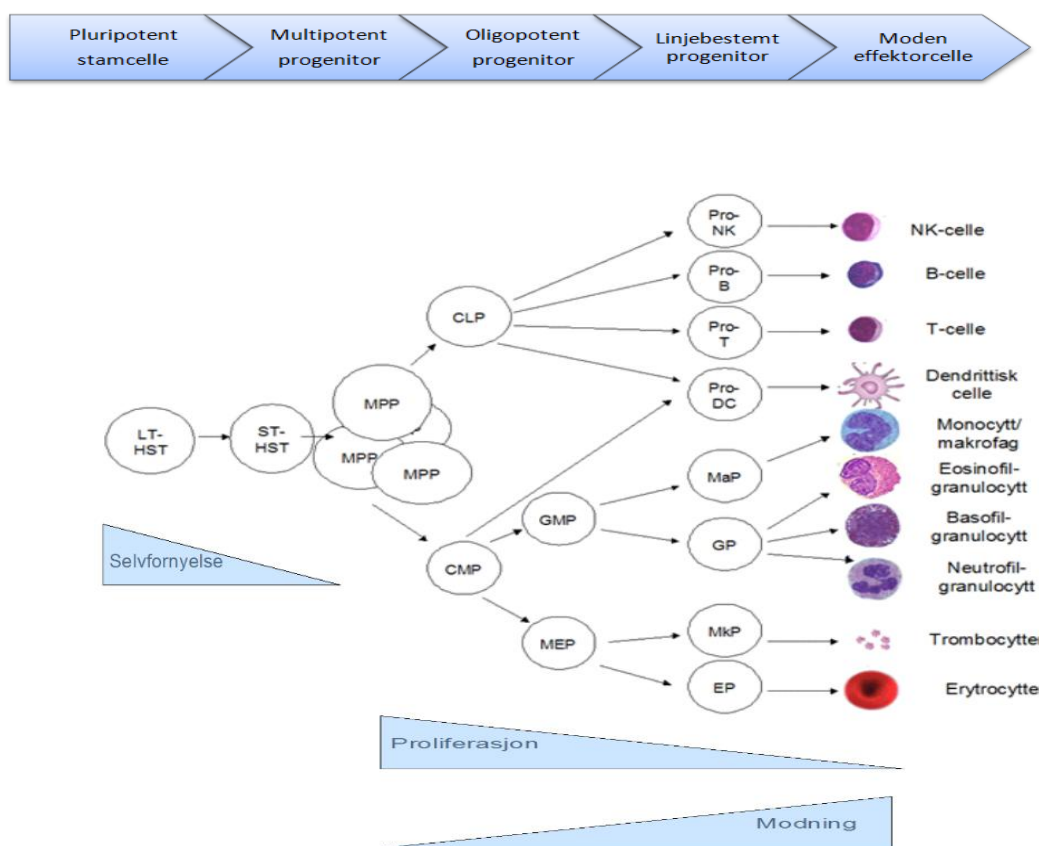 Pluripotent
stamcelle
Multipotent
progenitor
Oligopotent
progenitor
Linjebestemt
progenitor
Moden
effektorcelle
Pro-
NK
NK-celle
Pro-
B
B-celle
CLP
Pro-
T
T-celle
Pro-
DC
Dendrittisk
celle
MPP
LT-
HST
ST-
HST
MPP
MPP
Monocytt/
makrofag
MaP
Eosinofil-
granulocytt
GMP
GP
Basofil-
granulocytt
Selvfornyelse
CMP
Neutrofil-
granulocytt
MEP
MkP
Trombocytte
EP
Erytrocytte
Proliferasjon
Modning